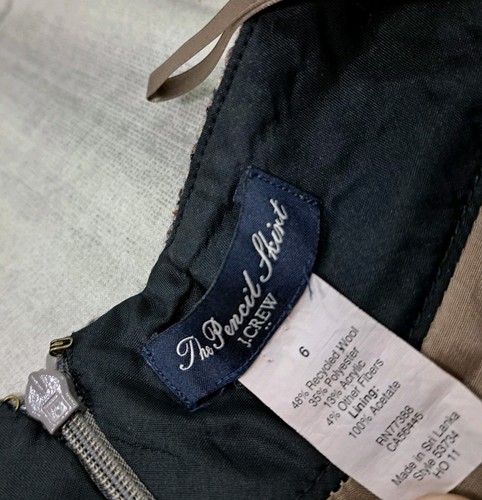 The Pencil Skirt
J.CREW
6
48% Recycled Wool
35% Polyester
13% Acrylic
4% Other Fibers
Lining:
100% Acetate
RN77388
CA56445
Made in Sri Lanka
Style 53734
HO 11